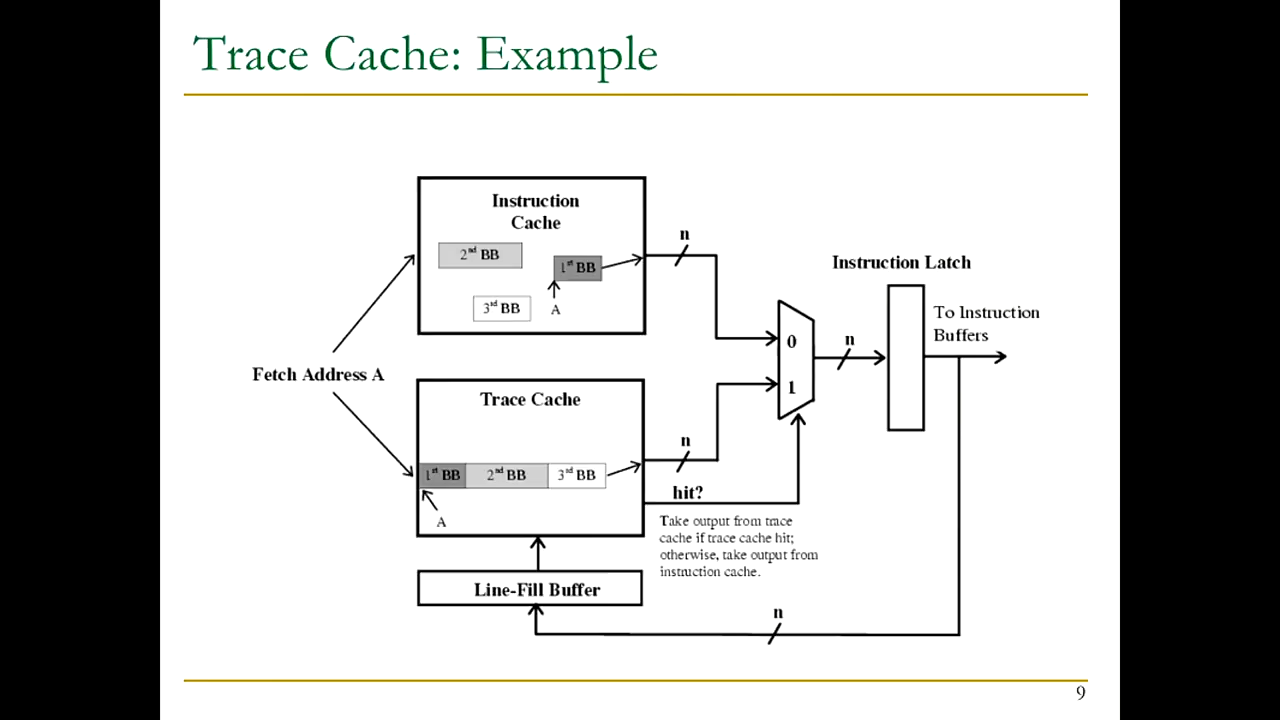 Trace Cache: Example
Instruction
Cache
2nd BB
1st BB
3rd BB
A
n
Instruction Latch
To Instruction
Buffers
0
n
1
Fetch Address A
Trace Cache
1st BB
2nd BB
3rd BB
A
n
hit?
Take output from trace
cache if trace cache hit;
otherwise, take output from
instruction cache.
Line-Fill Buffer
n
9